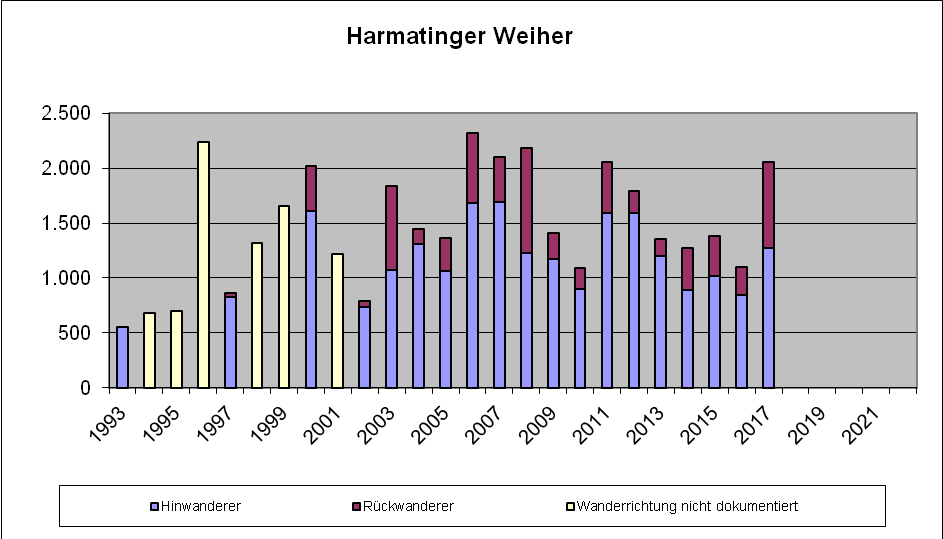 Harmatinger Weiher
2.500
2.000
1.500
1.000
500
0
1993 1995 1997 1999 2001 2003 2005 2007 2009 2011 2013 2015 2017 2019 2021
Hinwanderer Rückwanderer Wanderrichtung nicht dokumentiert